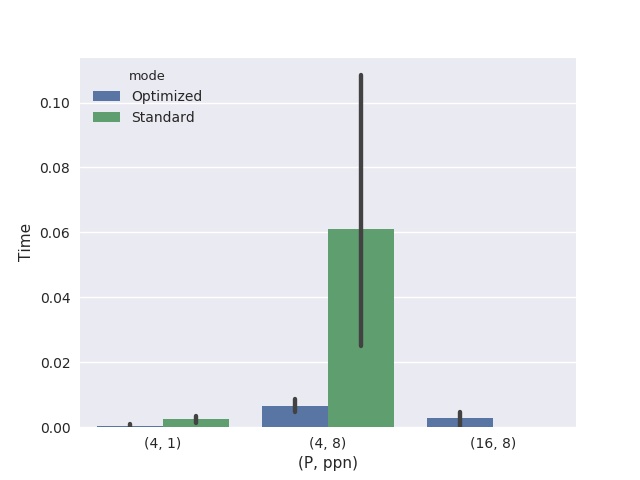 mode
Optimized
Standard
0.10
0.08
0.06
0.04
0.02
0.00
Time
(4, 1)
(4, 8)
(16, 8)
(P, ppn)